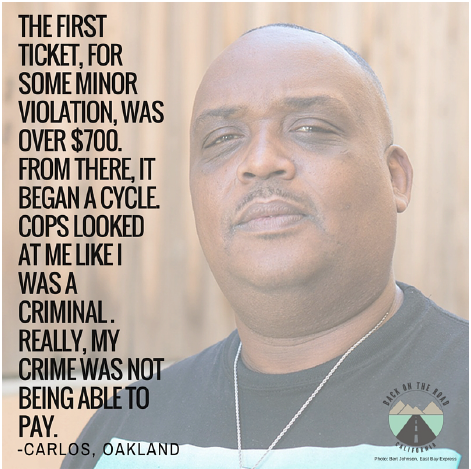 THE FIRST
TICKET, FOR
SOME MINOR
VIOLATION, WAS
OVER $700.
FROM THERE, IT
BEGAN A CYCLE.
COPS LOOKED
AT ME LIKE I
WAS A
CRIMINAL.
REALLY, MY
CRIME WAS NOT
BEING ABLE TO
PAY.
-CARLOS, OAKLAND
BACK ON THE ROAD
CALIFORNIA
Photo: Bert Johnson, East Bay Express